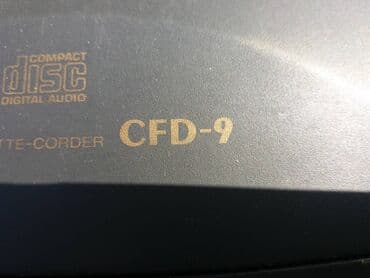 COMPACT
disc
DIGITAL AUDIO
TTE-CORDER CFD-9